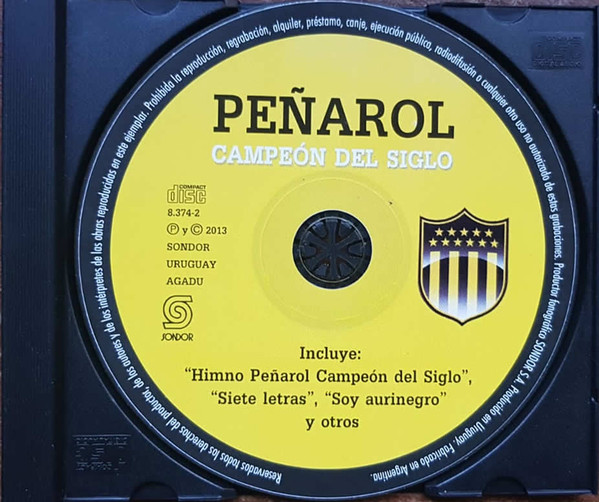 Reservados todos los derechos del productor, de los autores y de los intérpretes de las obras reproducidas en este ejemplar. Prohibida la reproducción, regrabación, alquiler, préstamo, canje, ejecución pública, radiodifusión o cualquier otro uso no autorizado de estas grabaciones. Productor fonográfico SONDOR S.A. Producido en Uruguay. Fabricado en Argentina.
PEÑAROL
CAMPEÓN DEL SIGLO
COMPACT
disc
8.374-2
Ⓟ y © 2013
SONDOR
URUGUAY
AGADU
SONDOR
Incluye:
“Himno Peñarol Campeón del Siglo”,
“Siete letras”, “Soy aurinegro”
y otros